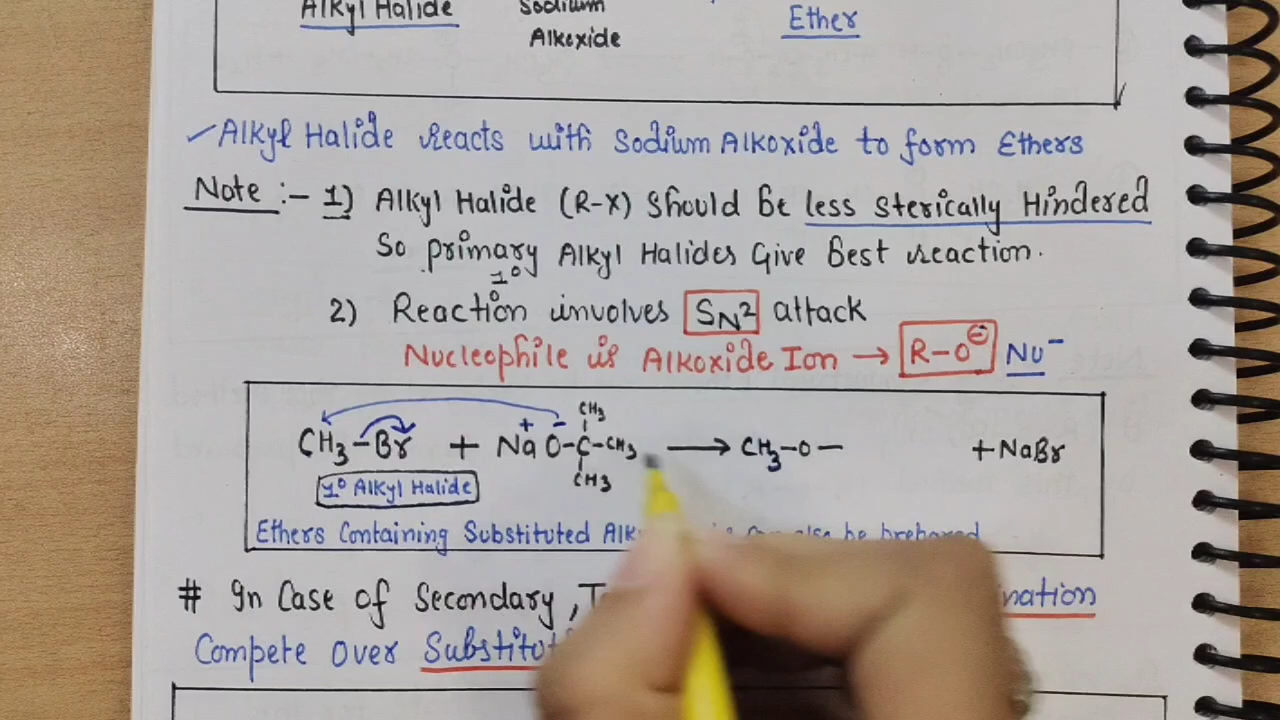 Alkyl Halide Sodium Ether
Alkoxide
✓Alkyl Halide reacts with Sodium Alkoxide to form Ethers
Note :- 1) Alkyl Halide (R-X) Should be less sterically Hindered
So primary Alkyl Halides Give Best reaction.
1°
2) Reaction involves SN2 attack
Nucleophile is Alkoxide Ion → R-O⊖ Nu⁻
CH3
CH3-Br + Na⁺ O⁻-C-CH3 → CH3-O- + NaBr
CH3
1° Alkyl Halide
Ethers Containing Substituted also be prepared
# In Case of Secondary,
Compete over